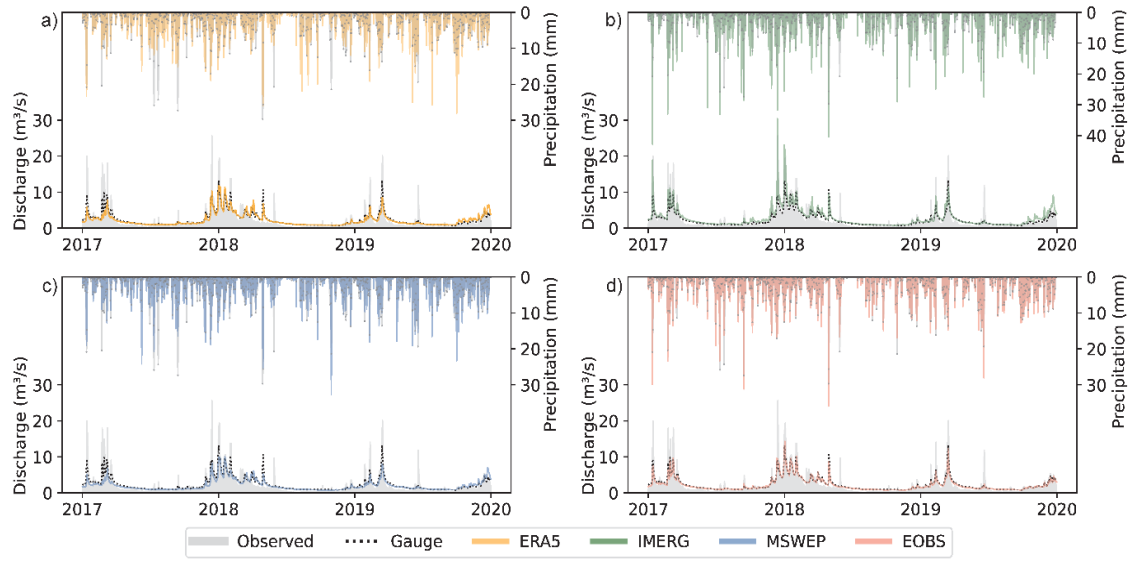 a)
Discharge (m³/s)
30
20
10
0
0
10
20
30
Precipitation (mm)
2017 2018 2019 2020
b)
Discharge (m³/s)
30
20
10
0
0
10
20
30
40
Precipitation (mm)
2017 2018 2019 2020
c)
Discharge (m³/s)
30
20
10
0
0
10
20
30
Precipitation (mm)
2017 2018 2019 2020
d)
Discharge (m³/s)
30
20
10
0
0
10
20
30
Precipitation (mm)
2017 2018 2019 2020
Observed Gauge ERA5 IMERG MSWEP EOBS